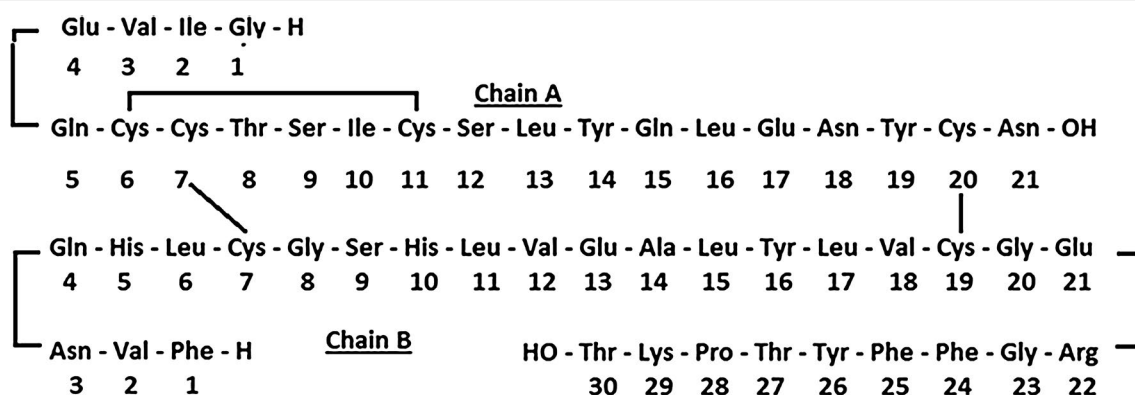 Glu - Val - Ile - Gly - H
4 3 2 1
Chain A
Gln - Cys - Cys - Thr - Ser - Ile - Cys - Ser - Leu - Tyr - Gln - Leu - Glu - Asn - Tyr - Cys - Asn - OH
5 6 7 8 9 10 11 12 13 14 15 16 17 18 19 20 21
Gln - His - Leu - Cys - Gly - Ser - His - Leu - Val - Glu - Ala - Leu - Tyr - Leu - Val - Cys - Gly - Glu
4 5 6 7 8 9 10 11 12 13 14 15 16 17 18 19 20 21
Asn - Val - Phe - H
3 2 1
Chain B
HO - Thr - Lys - Pro - Thr - Tyr - Phe - Phe - Gly - Arg
30 29 28 27 26 25 24 23 22